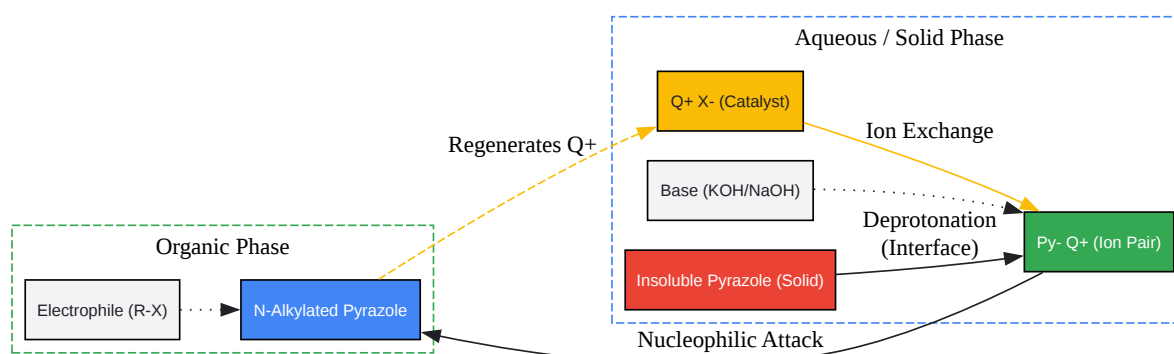 Aqueous / Solid Phase
Q+ X- (Catalyst)
Ion Exchange
Regenerates Q+
Base (KOH/NaOH)
Deprotonation
(Interface)
Py- Q+ (Ion Pair)
Insoluble Pyrazole (Solid)
Organic Phase
Electrophile (R-X)
N-Alkylated Pyrazole
Nucleophilic Attack